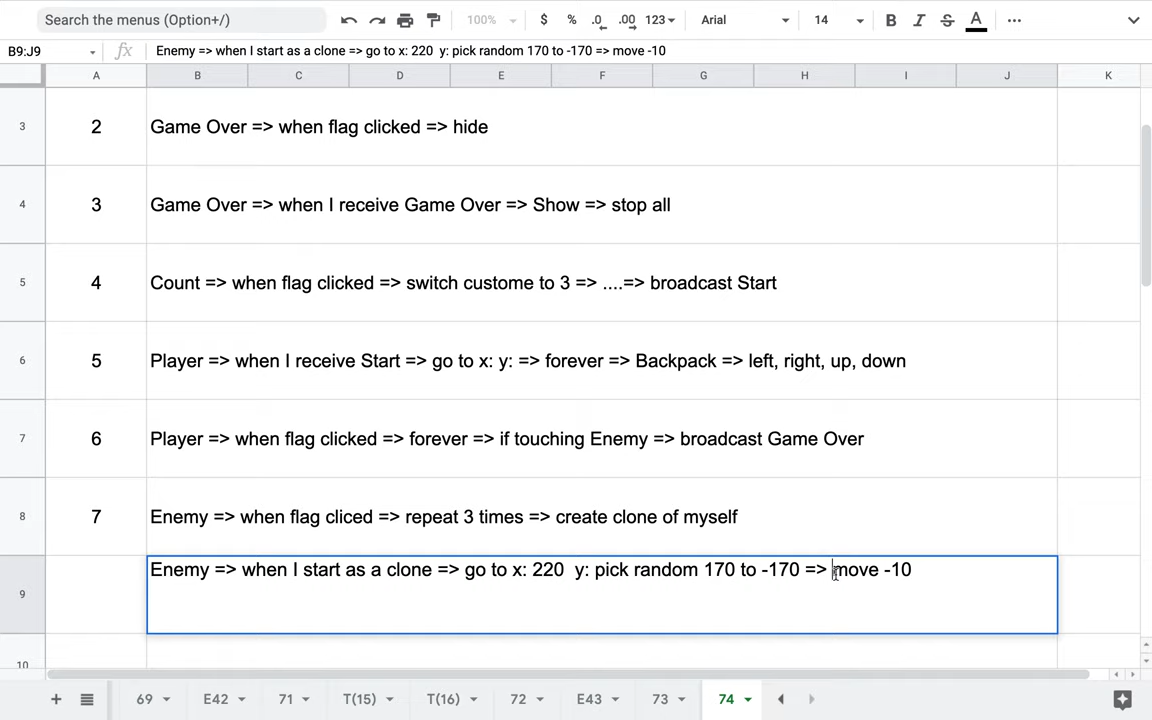 Search the menus (Option+/)
100%
$ % .0 .00 123
Arial
14
B I S A
B9:J9
fx Enemy => when I start as a clone => go to x: 220  y: pick random 170 to -170 => move -10
A B C D E F G H I J K
3 2 Game Over => when flag clicked => hide
4 3 Game Over => when I receive Game Over => Show => stop all
5 4 Count => when flag clicked => switch custome to 3 => ....=> broadcast Start
6 5 Player => when I receive Start => go to x: y: => forever => Backpack => left, right, up, down
7 6 Player => when flag clicked => forever => if touching Enemy => broadcast Game Over
8 7 Enemy => when flag cliced => repeat 3 times => create clone of myself
9 Enemy => when I start as a clone => go to x: 220  y: pick random 170 to -170 => move -10
10
69 E42 71 T(15) T(16) 72 E43 73 74